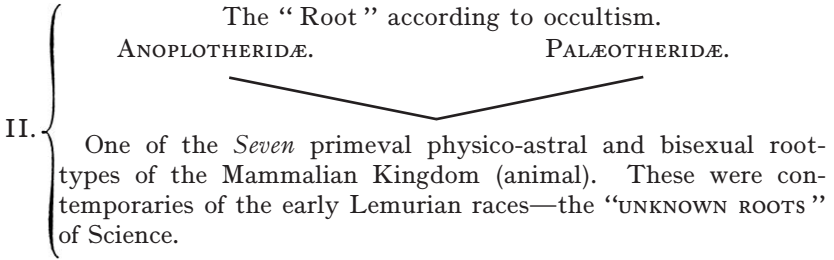 The “ Root ” according to occultism.
ANOPLOTHERIDÆ. PALÆOTHERIDÆ.
II.
One of the Seven primeval physico-astral and bisexual root-
types of the Mammalian Kingdom (animal). These were con-
temporaries of the early Lemurian races—the “UNKNOWN ROOTS ”
of Science.